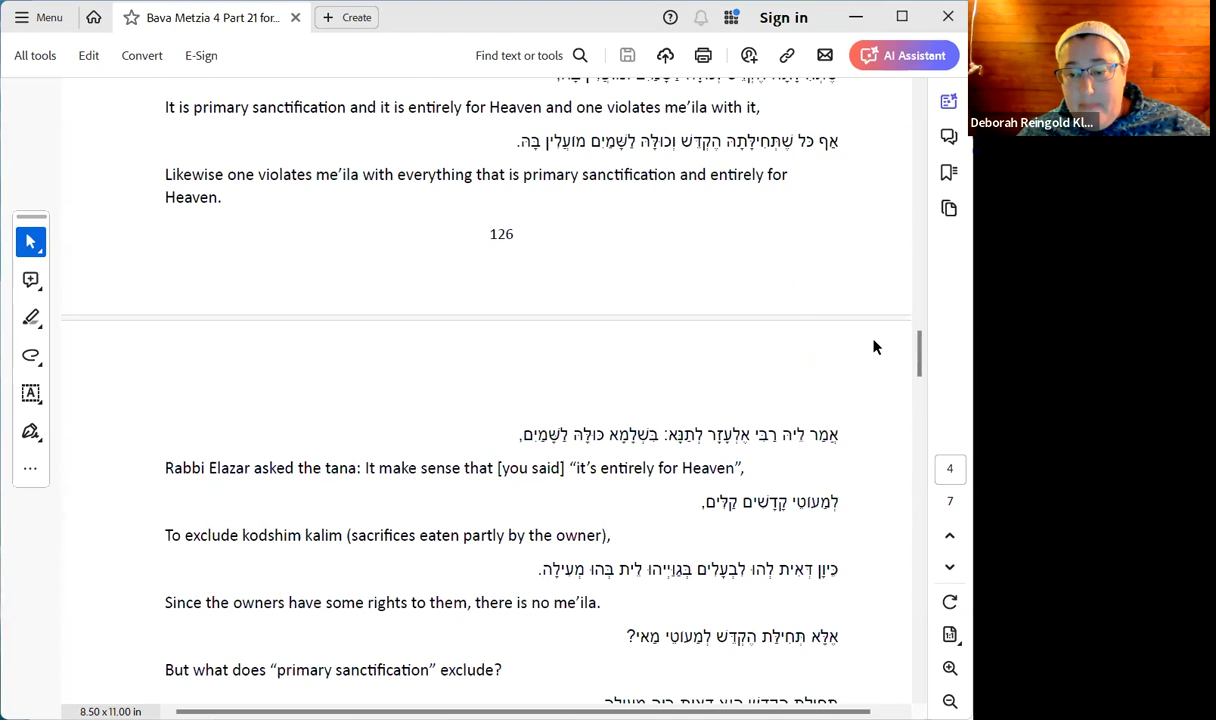 Menu
Bava Metzia 4 Part 21 for...
Create
Sign in
All tools
Edit
Convert
E-Sign
Find text or tools
AI Assistant
Deborah Reingold Kl...
It is primary sanctification and it is entirely for Heaven and one violates me’ila with it,
אַף כׇּל שֶׁתְּחִילָּתָהּ הֶקְדֵּשׁ וְכוּלָּהּ לַשָּׁמַיִם מוֹעֲלִין בָּהּ.
Likewise one violates me’ila with everything that is primary sanctification and entirely for
Heaven.
126
אֲמַר לֵיהּ רַבִּי אֶלְעָזָר לְתַנָּא: בִּשְׁלָמָא כּוּלָּהּ לַשָּׁמַיִם,
Rabbi Elazar asked the tana: It make sense that [you said] “it’s entirely for Heaven”,
לְמַעוֹטֵי קָדָשִׁים קַלִּים,
To exclude kodshim kalim (sacrifices eaten partly by the owner),
כֵּיוָן דְּאִית לְהוּ לִבְעָלִים בְּגַוַּיְיהוּ לֵית בְּהוּ מְעִילָה.
Since the owners have some rights to them, there is no me’ila.
אֶלָּא תְּחִילַּת הֶקְדֵּשׁ לְמַעוֹטֵי מַאי?
But what does “primary sanctification” exclude?
4
7
8.50 x 11.00 in